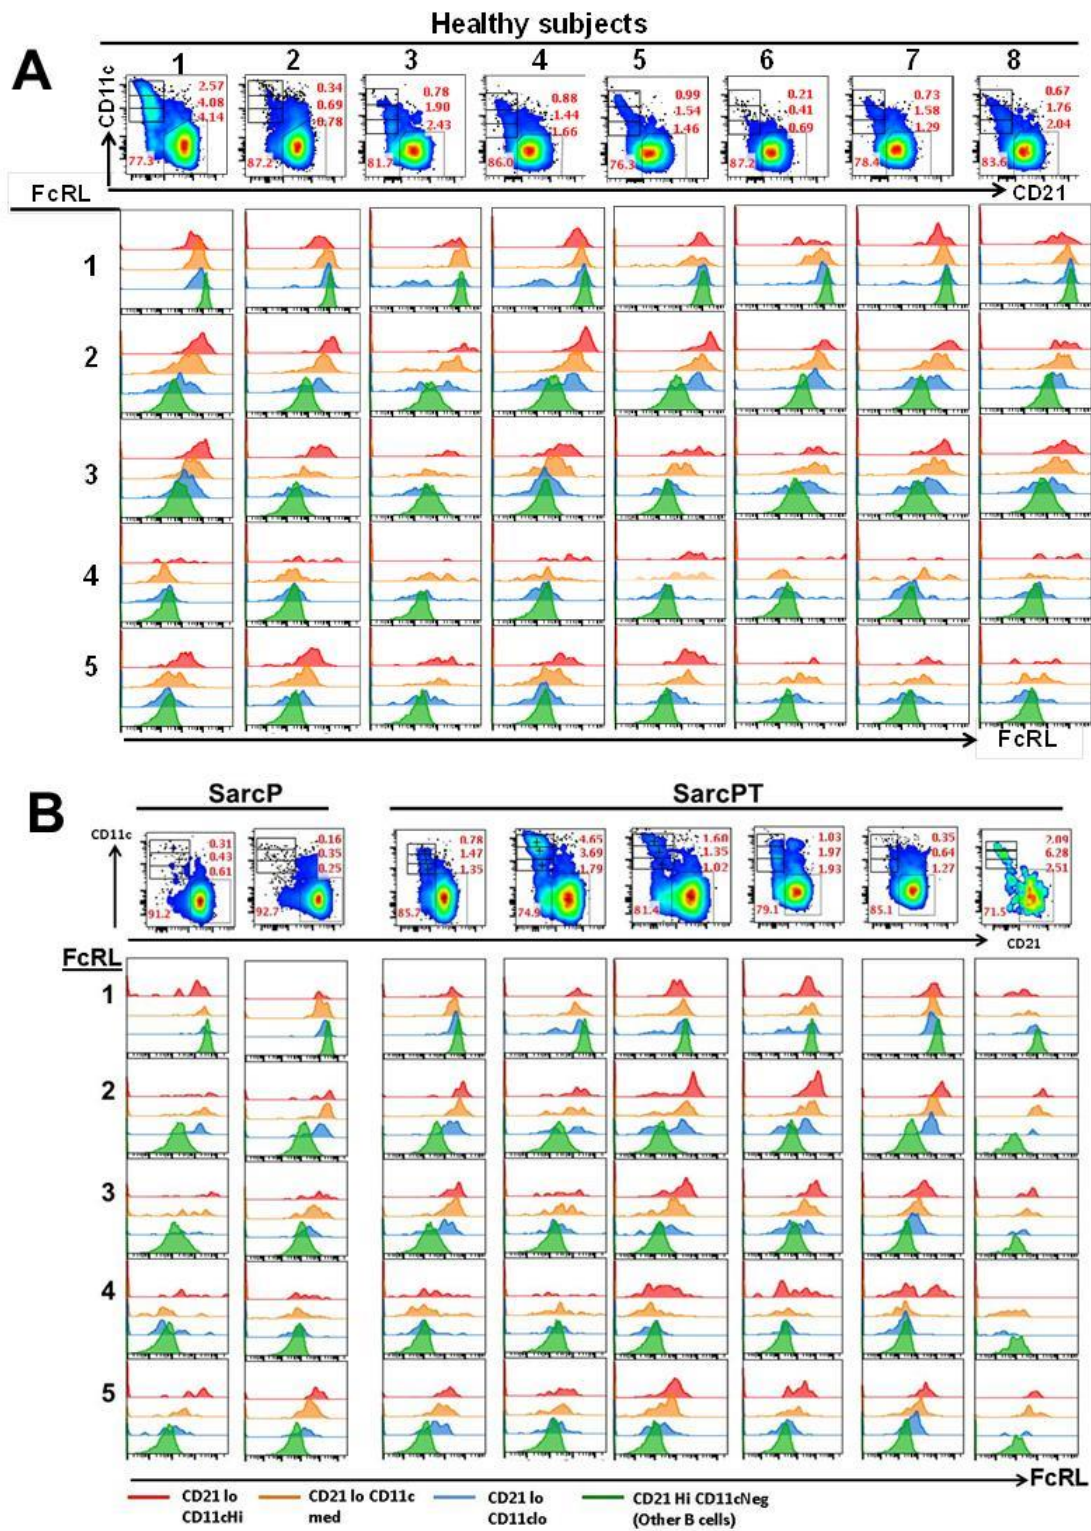 Healthy subjects
A
1 2 3 4 5 6 7 8
CD11c
2.57 0.34 0.78 0.88 0.99 0.21 0.73 0.67
4.08 0.69 1.90 1.44 1.54 0.41 1.58 1.76
4.14 0.78 2.43 1.66 1.46 0.69 1.29 2.04
77.3 87.2 81.7 86.0 76.3 87.2 78.4 83.6
FcRL
CD21
1
2
3
4
5
FcRL
B
SarcP SarcPT
CD11c
0.31 0.16 0.78 4.65 1.60 1.03 0.35 2.09
0.43 0.35 1.47 3.69 1.35 1.97 0.64 6.28
0.61 0.25 1.35 1.79 1.02 1.93 1.27 2.51
91.2 92.7 85.7 74.9 81.4 79.1 85.1 71.5
CD21
FcRL
1
2
3
4
5
FcRL
CD21 lo CD21 lo CD11c CD21 lo CD21 Hi CD11cNeg
CD11cHi med CD11clo (Other B cells)